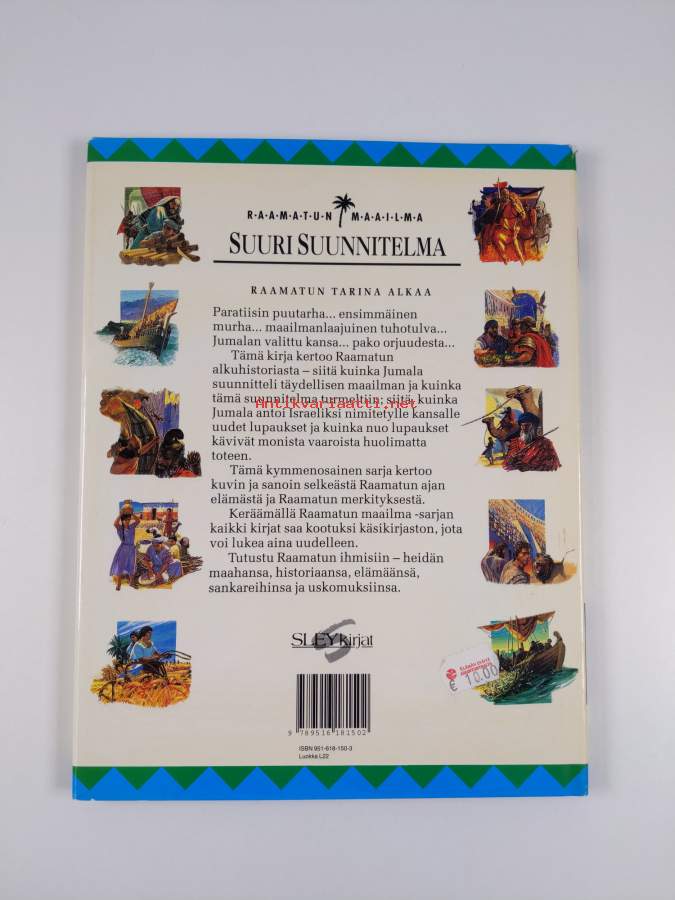 R·A·A·M·A·T·U·N M·A·A·I·L·M·A
SUURI SUUNNITELMA
RAAMATUN TARINA ALKAA
Paratiisin puutarha... ensimmäinen
murha... maailmanlaajuinen tuhotulva...
Jumalan valittu kansa... pako orjuudesta...
Tämä kirja kertoo Raamatun
alkuhistoriasta – siitä kuinka Jumala
suunnitteli täydellisen maailman ja kuinka
tämä suunnitelma turmeltiin; siitä, kuinka
Antikvariaatti.net
Jumala antoi Israeliksi nimitetylle kansalle
uudet lupaukset ja kuinka nuo lupaukset
kävivät monista vaaroista huolimatta
toteen.
Tämä kymmenosainen sarja kertoo
kuvin ja sanoin selkeästä Raamatun ajan
elämästä ja Raamatun merkityksestä.
Keräämällä Raamatun maailma -sarjan
kaikki kirjat saa kootuksi käsikirjaston, jota
voi lukea aina uudelleen.
Tutustu Raamatun ihmisiin – heidän
maahansa, historiaansa, elämäänsä,
sankareihinsa ja uskomuksiinsa.
SLEY kirjat
€ 10.00
9 789516 181502
ISBN 951-618-150-3
Luokka L22